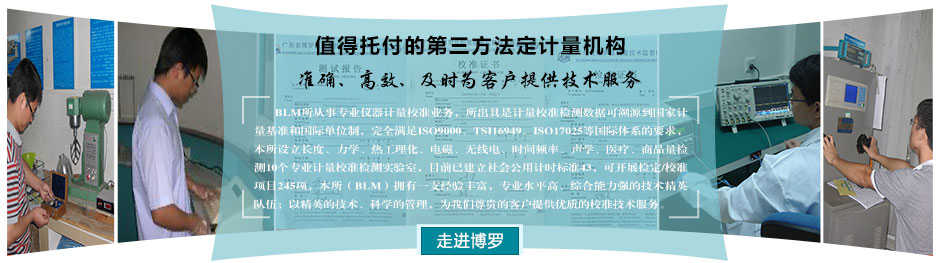 值得托付的第三方法定计量机构
准确、高效、及时为客户提供技术服务
BLM所从事专业仪器计量校准业务，所出具是计量校准检测数据可溯源到国家计
量基准和国际单位制，完全满足ISO9000、TSI16949、ISO17025等国际体系的要求，
本所设立长度、力学、热工理化、电磁、无线电、时间频率、声学、医疗、商品量检
测10个专业计量校准检测实验室，目前已建立社会公用计时标准43，可开展检定/校准
项目245项。本所（BLM）拥有一支经验丰富、专业水平高、综合能力强的技术精英
队伍；以精英的技术、科学的管理，为我们尊贵的客户提供优质的校准技术服务。
走进博罗
测试报告
校准证书